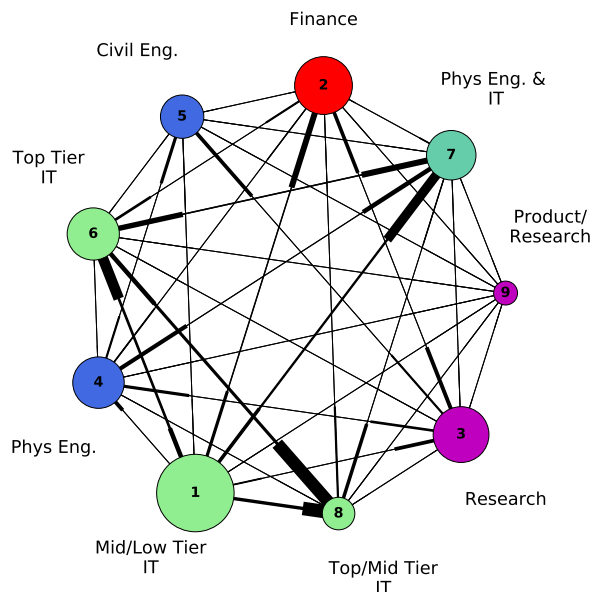 Finance
Civil Eng.
2
Phys Eng. &
IT
5
7
Top Tier
IT
Product/
Research
6
9
4
3
Phys Eng.
1
8
Research
Mid/Low Tier
IT
Top/Mid Tier
IT